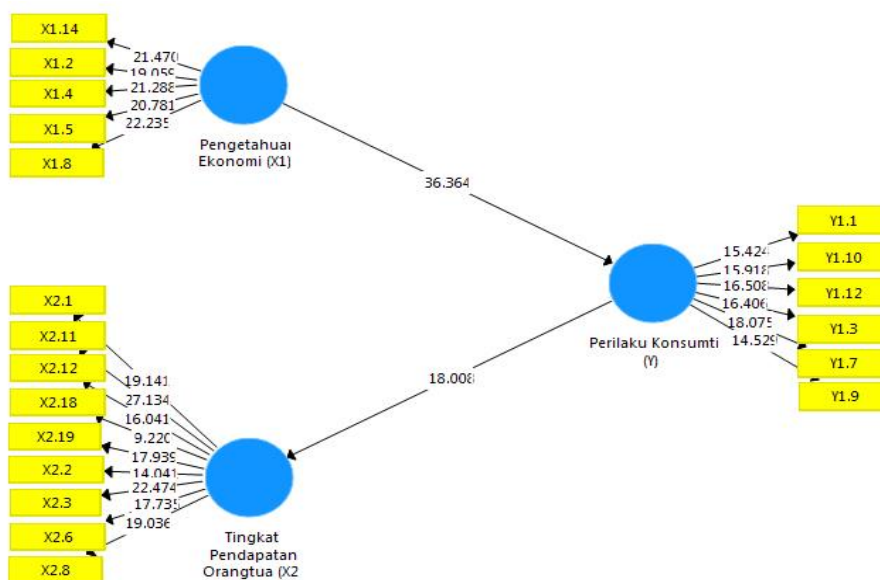 X1.14
X1.2
X1.4
X1.5
X1.8
21.470
19.059
21.288
20.781
22.235
Pengetahuai
Ekonomi (X1)
36.364
Y1.1
Y1.10
Y1.12
Y1.3
Y1.7
Y1.9
15.424
15.918
16.508
16.406
18.075
14.529
Perilaku Konsumti
(Y)
18.008
X2.1
X2.11
X2.12
X2.18
X2.19
X2.2
X2.3
X2.6
X2.8
19.141
27.134
16.041
9.220
17.939
14.041
22.474
17.735
19.036
Tingkat
Pendapatan
Orangtua (X2